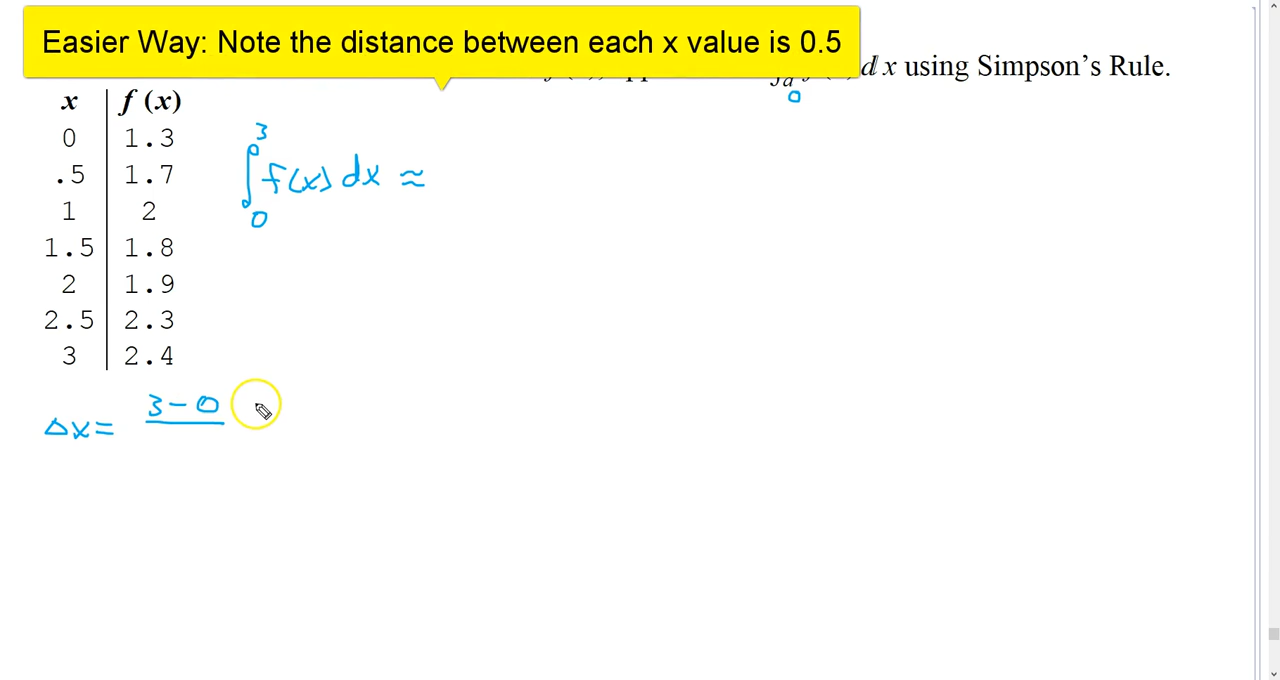 Easier Way: Note the distance between each x value is 0.5
d x using Simpson's Rule.
0
x f (x)
0 1.3
.5 1.7
1 2
1.5 1.8
2 1.9
2.5 2.3
3 2.4
∫₀³ f(x) dx ≈
Δx = 3 - 0